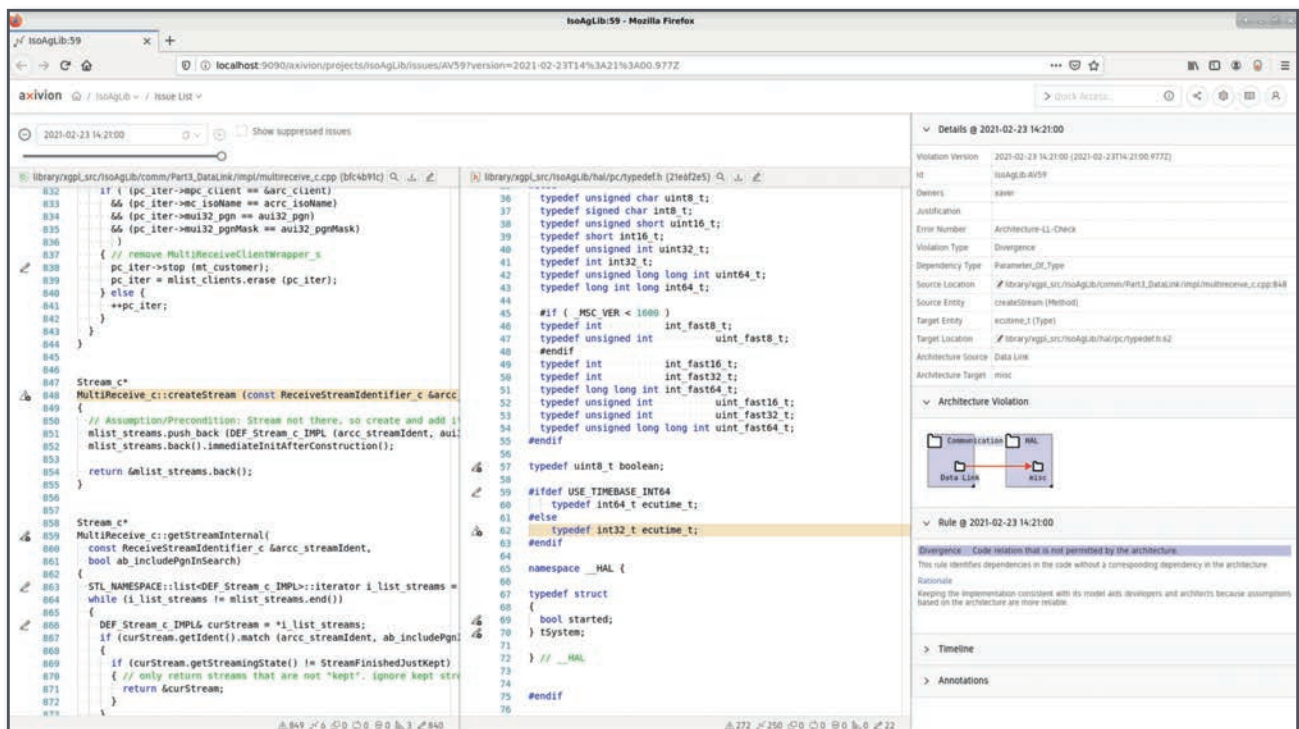 IsoAgLib:59 - Mozilla Firefox
IsoAgLib:59 × +
localhost:9090/axivion/projects/IsoAgLib/issues/AV59?version=2021-02-23T14%3A21%3A00.977Z
axivion / IsoAgLib / Issue List
Quick Access...
2021-02-23 14:21:00
Show suppressed issues
library/xgpl_src/IsoAgLib/comm/Part3_DataLink/impl/multireceive_c.cpp (bfc4b91c)
832 if ( (pc_iter->mpc_client == &arc_client)
833 && (pc_iter->mc_isoName == acrc_isoName)
834 && (pc_iter->mui32_pgn == aui32_pgn)
835 && (pc_iter->mui32_pgnMask == aui32_pgnMask)
836 )
837 { // remove MultiReceiveClientWrapper_s
838 pc_iter->stop (mt_customer);
839 pc_iter = mlist_clients.erase (pc_iter);
840 } else {
841 ++pc_iter;
842 }
843 }
844 }
845
846
847 Stream_c*
848 MultiReceive_c::createStream (const ReceiveStreamIdentifier_c &arcc_
849 {
850 // Assumption/Precondition: Stream not there, so create and add i
851 mlist_streams.push_back (DEF_Stream_c_IMPL (arcc_streamIdent, aui
852 mlist_streams.back().immediateInitAfterConstruction();
853
854 return &mlist_streams.back();
855 }
856
857
858 Stream_c*
859 MultiReceive_c::getStreamInternal(
860 const ReceiveStreamIdentifier_c &arcc_streamIdent,
861 bool ab_includePgnInSearch)
862 {
863 STL_NAMESPACE::list<DEF_Stream_c_IMPL>::iterator i_list_streams =
864 while (i_list_streams != mlist_streams.end())
865 {
866 DEF_Stream_c_IMPL& curStream = *i_list_streams;
867 if (curStream.getIdent().match (arcc_streamIdent, ab_includePgnI
868 {
869 if (curStream.getStreamingState() != StreamFinishedJustKept)
870 { // only return streams that are not "kept". ignore kept stre
871 return &curStream;
872 }
873 }
849 6 0 0 0 3 840
library/xgpl_src/IsoAgLib/hal/pc/typedef.h (21e6f2e5)
36 typedef unsigned char uint8_t;
37 typedef signed char int8_t;
38 typedef unsigned short uint16_t;
39 typedef short int16_t;
40 typedef unsigned int uint32_t;
41 typedef int int32_t;
42 typedef unsigned long long int uint64_t;
43 typedef long long int int64_t;
44
45 #if ( _MSC_VER < 1600 )
46 typedef int int_fast8_t;
47 typedef unsigned int uint_fast8_t;
48 #endif
49 typedef int int_fast16_t;
50 typedef int int_fast32_t;
51 typedef long long int int_fast64_t;
52 typedef unsigned int uint_fast16_t;
53 typedef unsigned int uint_fast32_t;
54 typedef unsigned long long int uint_fast64_t;
55 #endif
56
57 typedef uint8_t boolean;
58
59 #ifdef USE_TIMEBASE_INT64
60 typedef int64_t ecutime_t;
61 #else
62 typedef int32_t ecutime_t;
63 #endif
64
65 namespace __HAL {
66
67 typedef struct
68 {
69 bool started;
70 } tSystem;
71
72 } // __HAL
73
74
75 #endif
76
272 250 0 0 0 0 22
Details @ 2021-02-23 14:21:00
Violation Version 2021-02-23 14:21:00 (2021-02-23T14:21:00.977Z)
Id IsoAgLib:AV59
Owners xaver
Justification
Error Number Architecture-LL-Check
Violation Type Divergence
Dependency Type Parameter_Of_Type
Source Location library/xgpl_src/IsoAgLib/comm/Part3_DataLink/impl/multireceive_c.cpp:848
Source Entity createStream (Method)
Target Entity ecutime_t (Type)
Target Location library/xgpl_src/IsoAgLib/hal/pc/typedef.h:62
Architecture Source Data Link
Architecture Target misc
Architecture Violation
Communication HAL
Data Link misc
Rule @ 2021-02-23 14:21:00
Divergence Code relation that is not permitted by the architecture.
This rule identifies dependencies in the code without a corresponding dependency in the architecture
Rationale
Keeping the implementation consistent with its model aids developers and architects because assumptions
based on the architecture are more reliable.
Timeline
Annotations